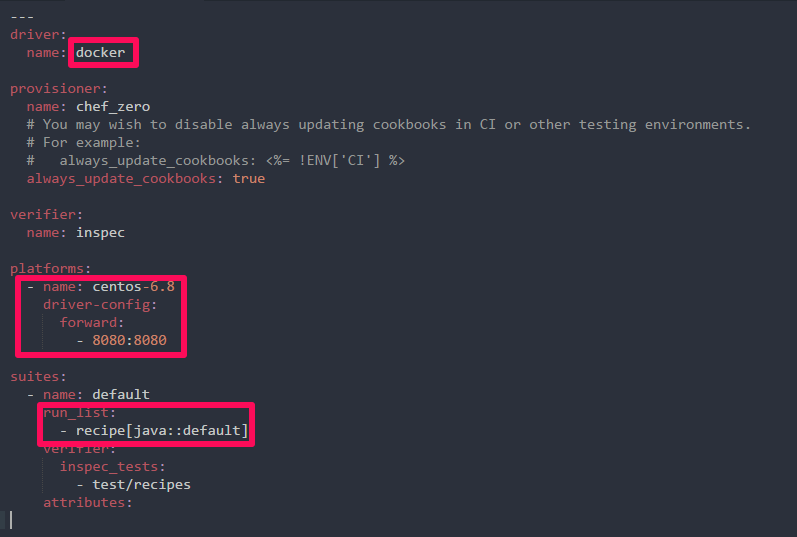 ---
driver:
  name: docker

provisioner:
  name: chef_zero
  # You may wish to disable always updating cookbooks in CI or other testing environments.
  # For example:
  #   always_update_cookbooks: <%= !ENV['CI'] %>
  always_update_cookbooks: true

verifier:
  name: inspec

platforms:
  - name: centos-6.8
    driver-config:
      forward:
        - 8080:8080

suites:
  - name: default
    run_list:
      - recipe[java::default]
    verifier:
      inspec_tests:
        - test/recipes
    attributes: